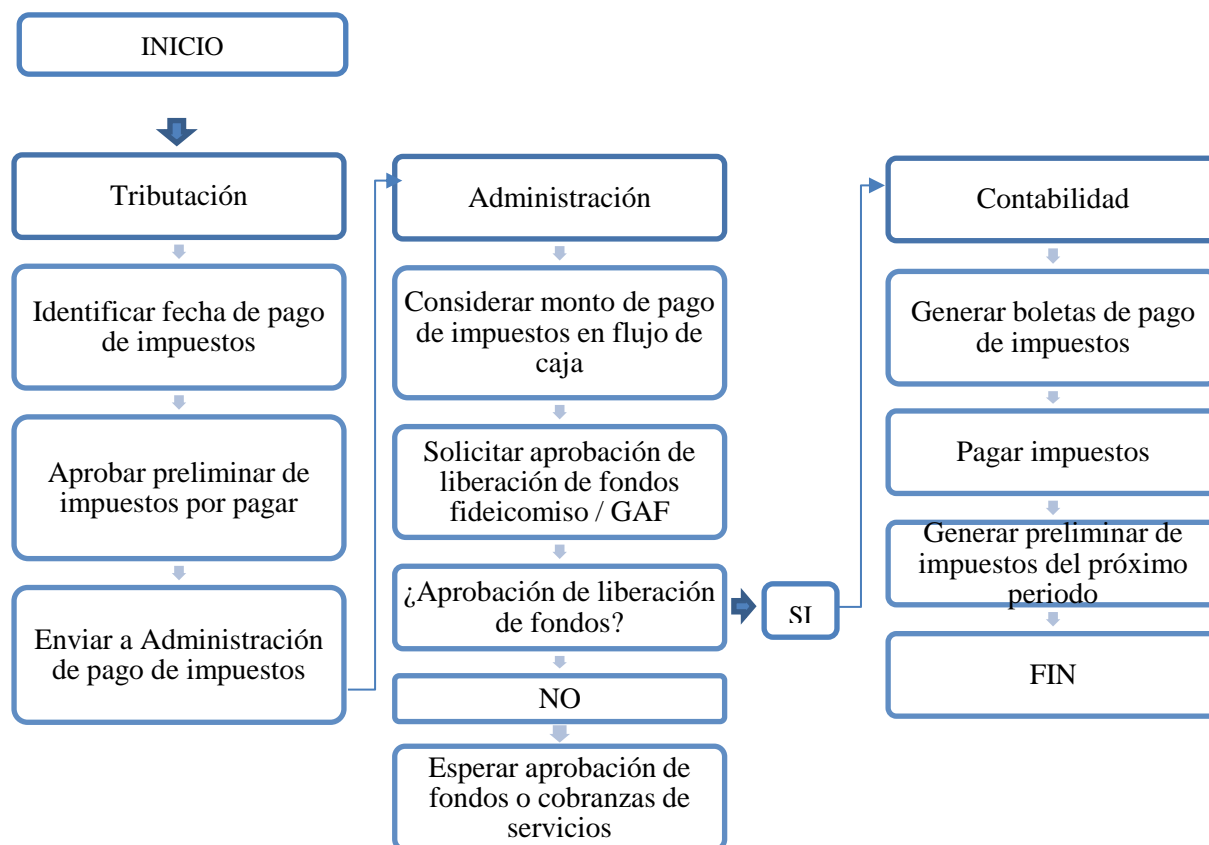 INICIO
Tributación
Identificar fecha de pago
de impuestos
Aprobar preliminar de
impuestos por pagar
Enviar a Administración
de pago de impuestos
Administración
Considerar monto de pago
de impuestos en flujo de
caja
Solicitar aprobación de
liberación de fondos
fideicomiso / GAF
¿Aprobación de liberación
de fondos?
SI
NO
Esperar aprobación de
fondos o cobranzas de
servicios
Contabilidad
Generar boletas de pago
de impuestos
Pagar impuestos
Generar preliminar de
impuestos del próximo
periodo
FIN